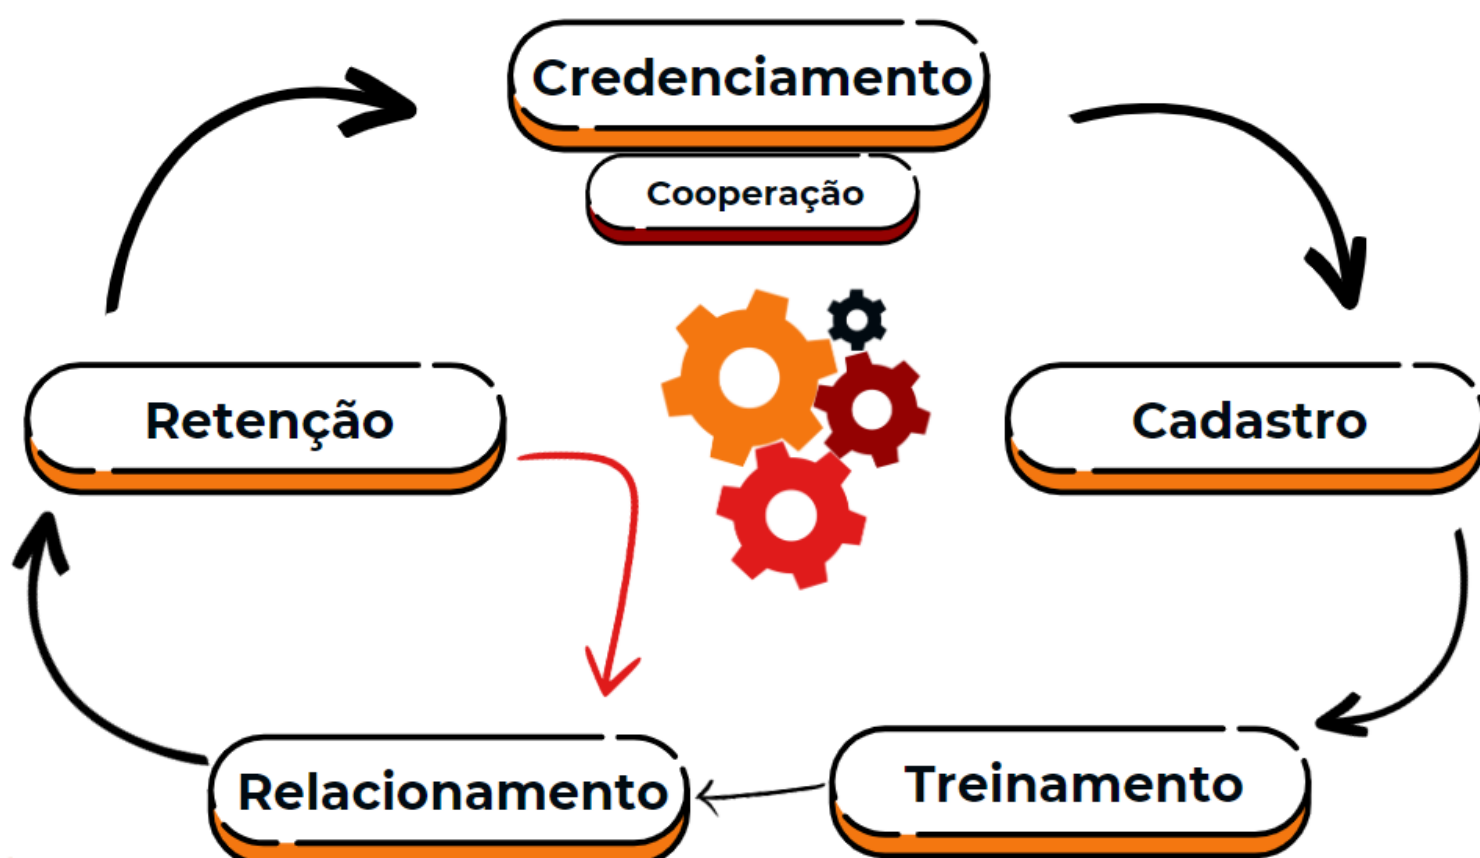 Credenciamento
Cooperação
Retenção
Cadastro
Relacionamento
Treinamento